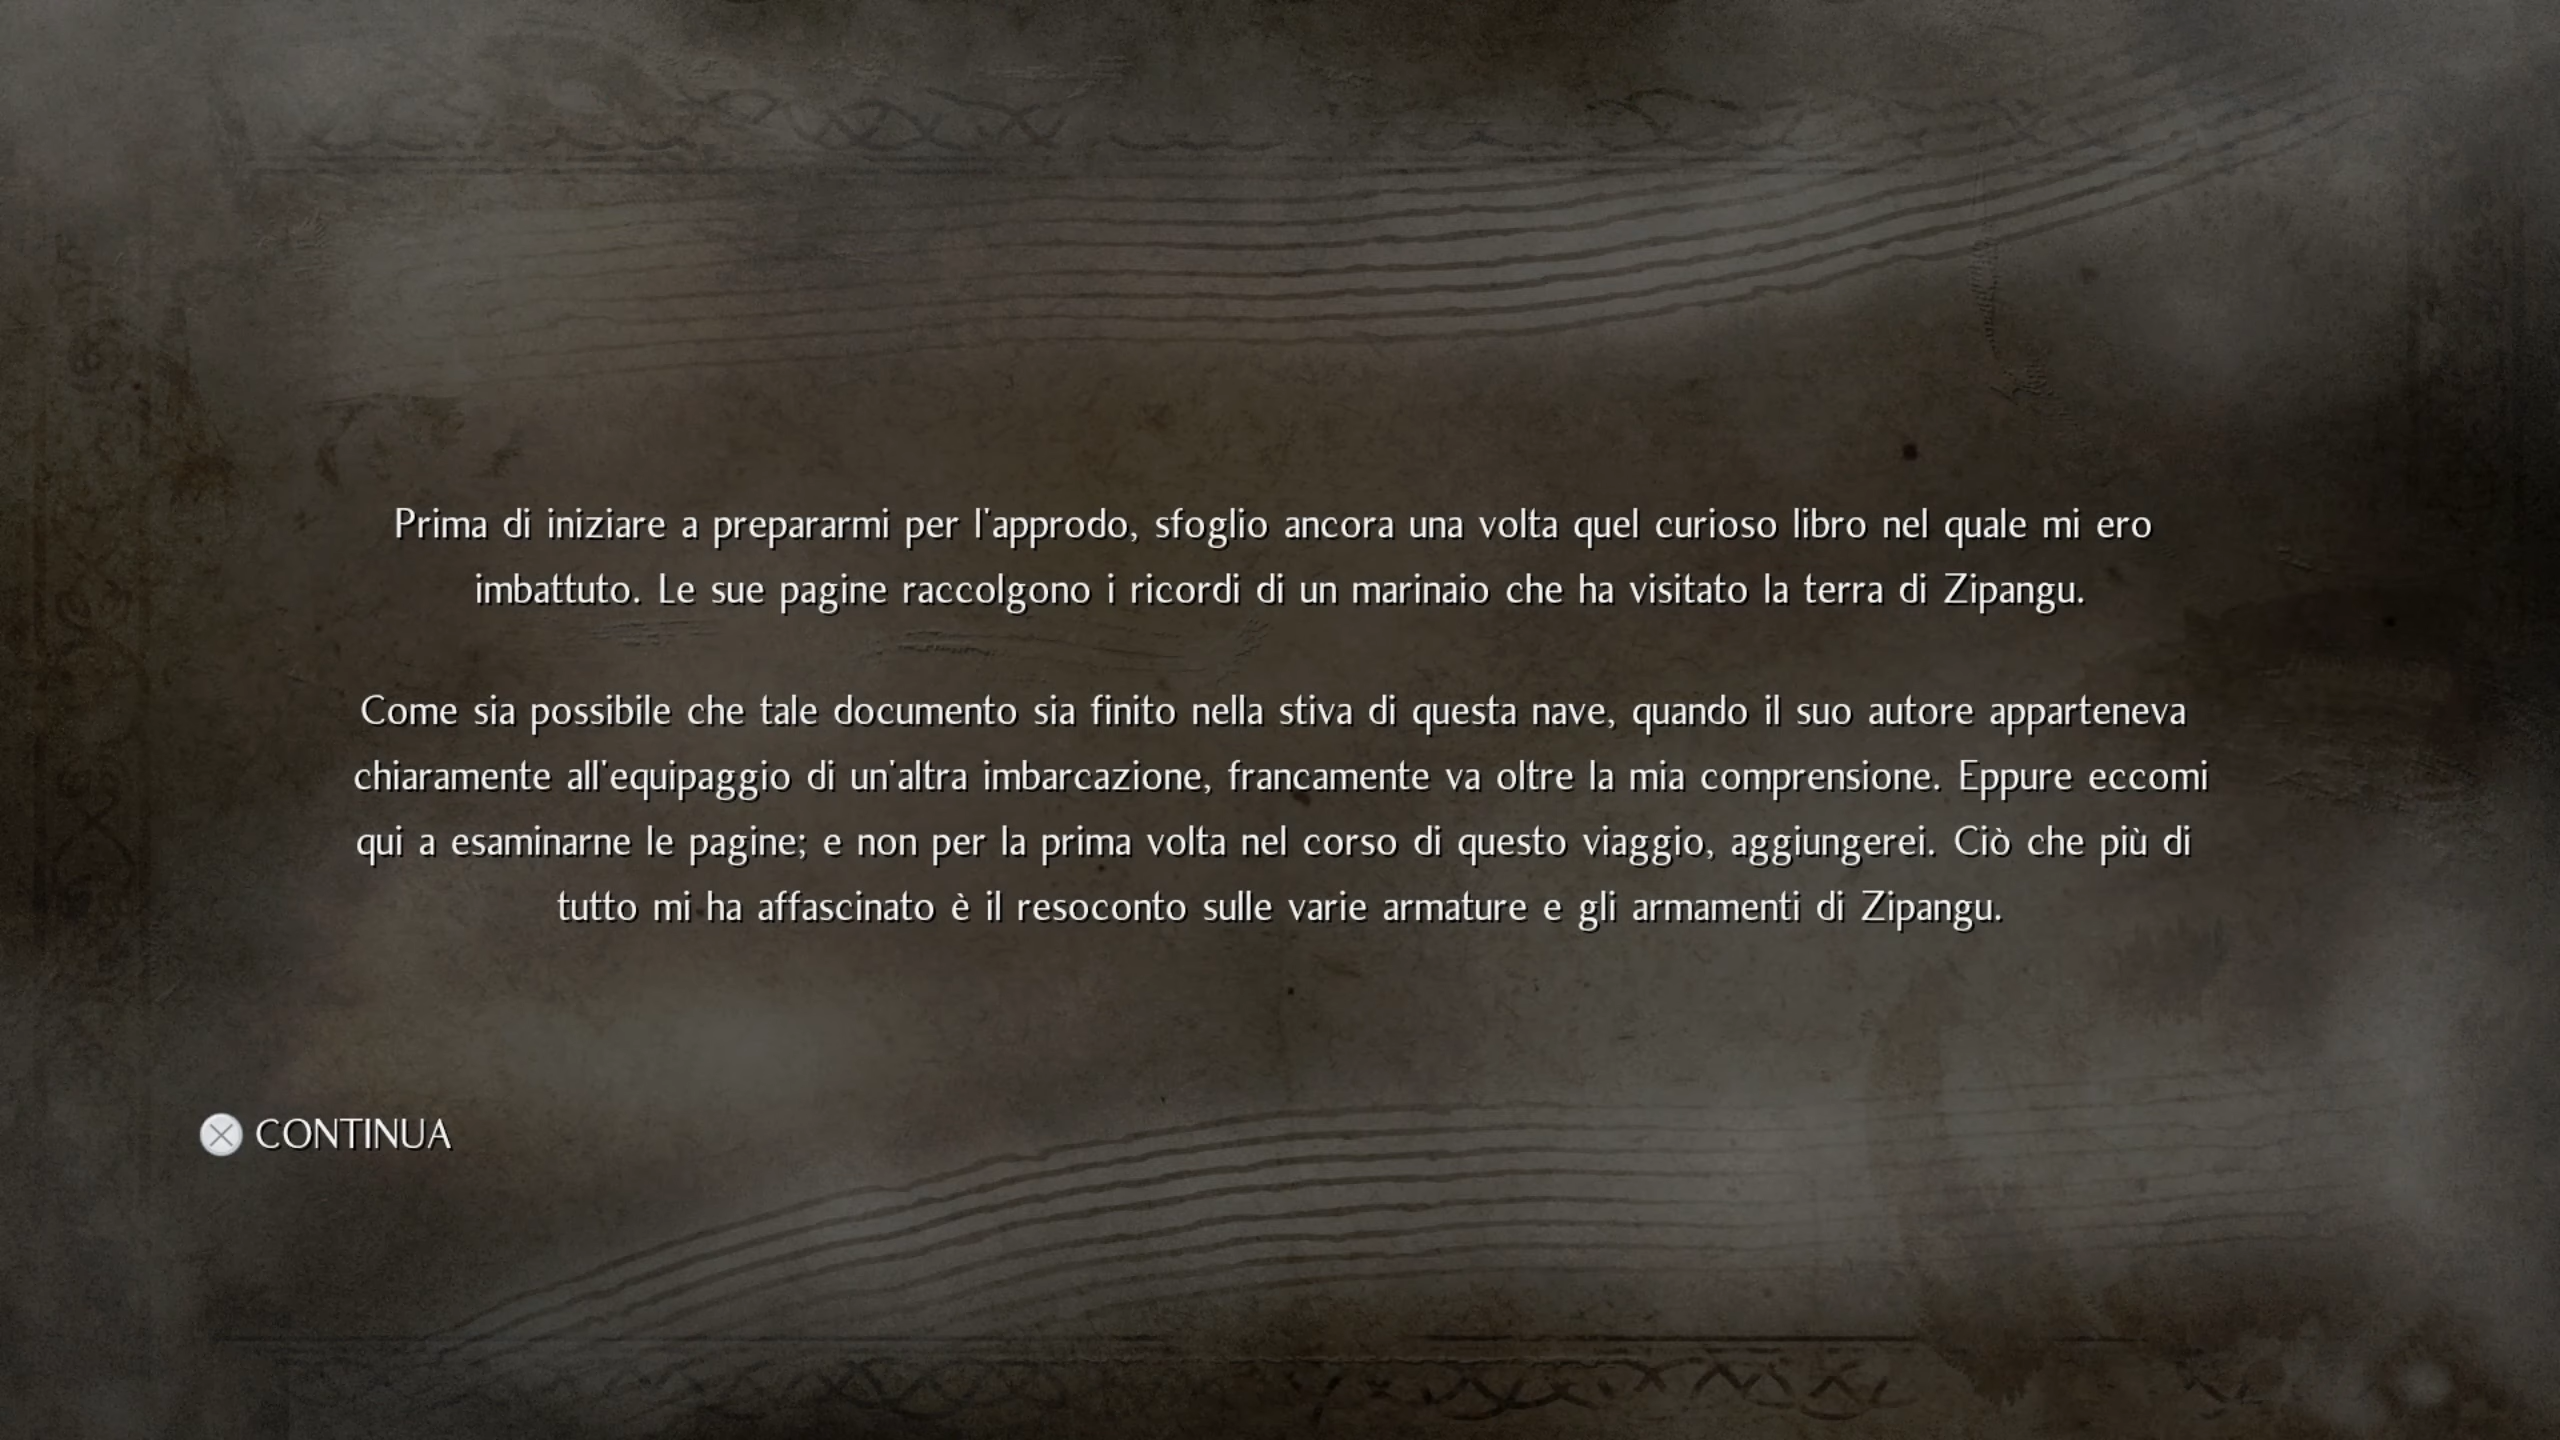 Prima di iniziare a prepararmi per l'approdo, sfoglio ancora una volta quel curioso libro nel quale mi ero
imbattuto. Le sue pagine raccolgono i ricordi di un marinaio che ha visitato la terra di Zipangu.
Come sia possibile che tale documento sia finito nella stiva di questa nave, quando il suo autore apparteneva
chiaramente all'equipaggio di un'altra imbarcazione, francamente va oltre la mia comprensione. Eppure eccomi
qui a esaminarne le pagine; e non per la prima volta nel corso di questo viaggio, aggiungerei. Ciò che più di
tutto mi ha affascinato è il resoconto sulle varie armature e gli armamenti di Zipangu.
CONTINUA